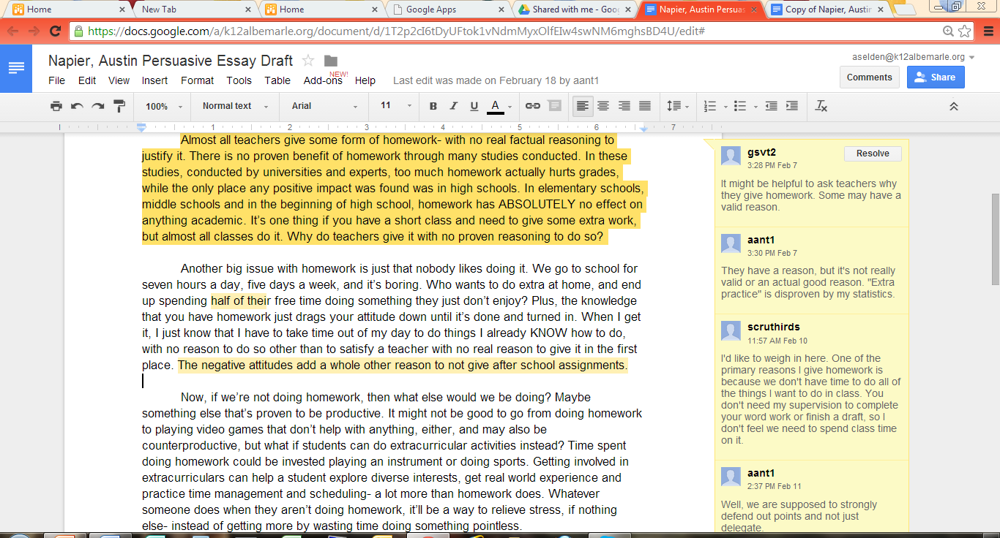 Home
New Tab
Home
Google Apps
Shared with me - Goo
Napier, Austin Persuas
Copy of Napier, Austin
https://docs.google.com/a/k12albemarle.org/document/d/1T2p2cI6tDyUFtok1vNdmMyxOlfEIw4swNM6mghsBD4U/edit#
Napier, Austin Persuasive Essay Draft
aselden@k12albemarle.org
File Edit View Insert Format Tools Table Add-ons NEW! Help Last edit was made on February 18 by aant1
Comments Share
100% Normal text Arial 11 B I U A
1 1 2 3 4 5 6 7
Almost all teachers give some form of homework- with no real factual reasoning to
justify it. There is no proven benefit of homework through many studies conducted. In these
studies, conducted by universities and experts, too much homework actually hurts grades,
while the only place any positive impact was found was in high schools. In elementary schools,
middle schools and in the beginning of high school, homework has ABSOLUTELY no effect on
anything academic. It’s one thing if you have a short class and need to give some extra work,
but almost all classes do it. Why do teachers give it with no proven reasoning to do so?
Another big issue with homework is just that nobody likes doing it. We go to school for
seven hours a day, five days a week, and it’s boring. Who wants to do extra at home, and end
up spending half of their free time doing something they just don’t enjoy? Plus, the knowledge
that you have homework just drags your attitude down until it’s done and turned in. When I get
it, I just know that I have to take time out of my day to do things I already KNOW how to do,
with no reason to do so other than to satisfy a teacher with no real reason to give it in the first
place. The negative attitudes add a whole other reason to not give after school assignments.
Now, if we’re not doing homework, then what else would we be doing? Maybe
something else that’s proven to be productive. It might not be good to go from doing homework
to playing video games that don’t help with anything, either, and may also be
counterproductive, but what if students can do extracurricular activities instead? Time spent
doing homework could be invested playing an instrument or doing sports. Getting involved in
extracurriculars can help a student explore diverse interests, get real world experience and
practice time management and scheduling- a lot more than homework does. Whatever
someone does when they aren’t doing homework, it’ll be a way to relieve stress, if nothing
else- instead of getting more by wasting time doing something pointless.
gsvt2
Resolve
3:28 PM Feb 7
It might be helpful to ask teachers why
they give homework. Some may have a
valid reason.
aant1
3:30 PM Feb 7
They have a reason, but it's not really
valid or an actual good reason. "Extra
practice" is disproven by my statistics.
scruthirds
11:57 AM Feb 10
I'd like to weigh in here. One of the
primary reasons I give homework is
because we don't have time to do all of
the things I want to do in class. You
don't need my supervision to complete
your word work or finish a draft, so I
don't feel we need to spend class time
on it.
aant1
2:37 PM Feb 11
Well, we are supposed to strongly
defend out points and not just
delegate.